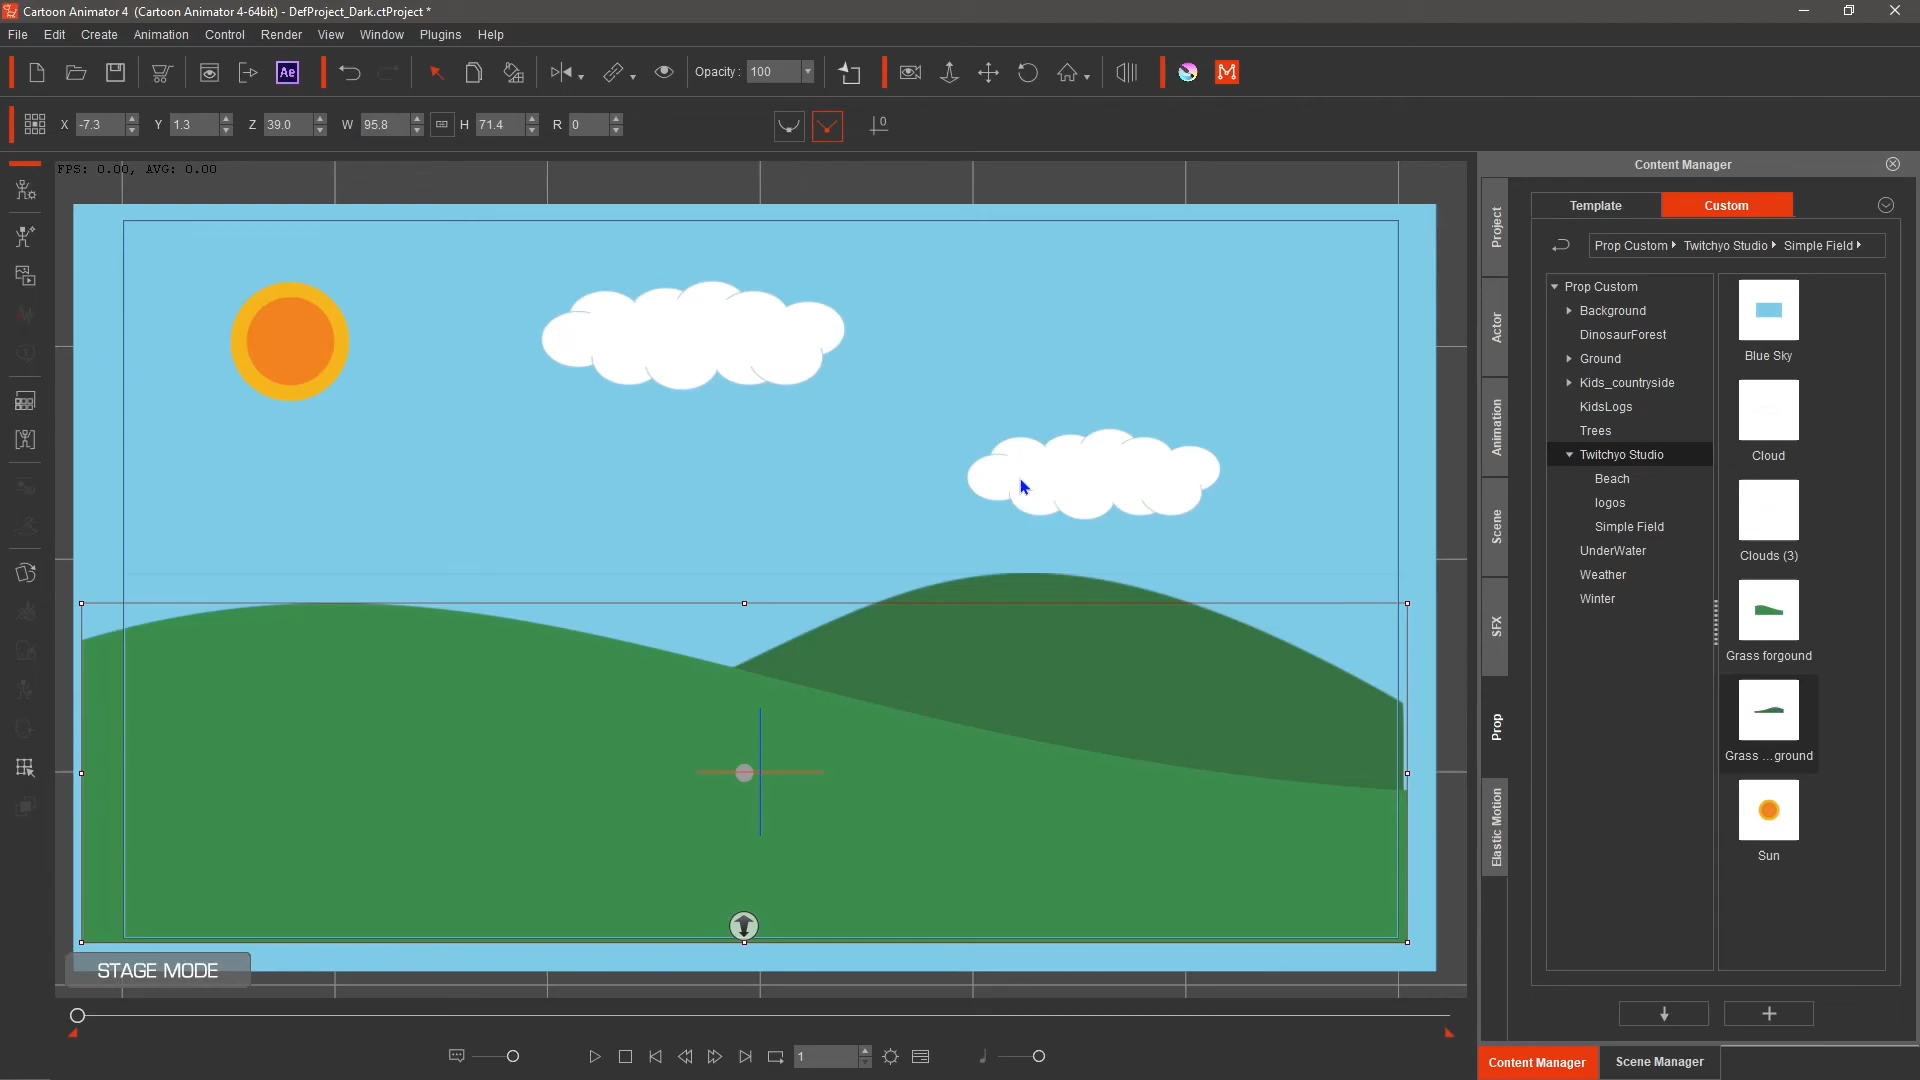 Cartoon Animator 4 (Cartoon Animator 4-64bit) - DefProject_Dark.ctProject *
File Edit Create Animation Control Render View Window Plugins Help
Ae Opacity : 100
X -7.3 Y 1.3 Z 39.0 W 95.8 H 71.4 R 0 0
FPS: 0.00, AVG: 0.00
STAGE MODE
1
Content Manager
Template Custom
Prop Custom Twitchyo Studio Simple Field
Project
Actor
Animation
Scene
SFX
Prop
Elastic Motion
Prop Custom
Background
DinosaurForest
Ground
Kids_countryside
KidsLogs
Trees
Twitchyo Studio
Beach
logos
Simple Field
UnderWater
Weather
Winter
Blue Sky
Cloud
Clouds (3)
Grass forgound
Grass ...ground
Sun
Content Manager Scene Manager